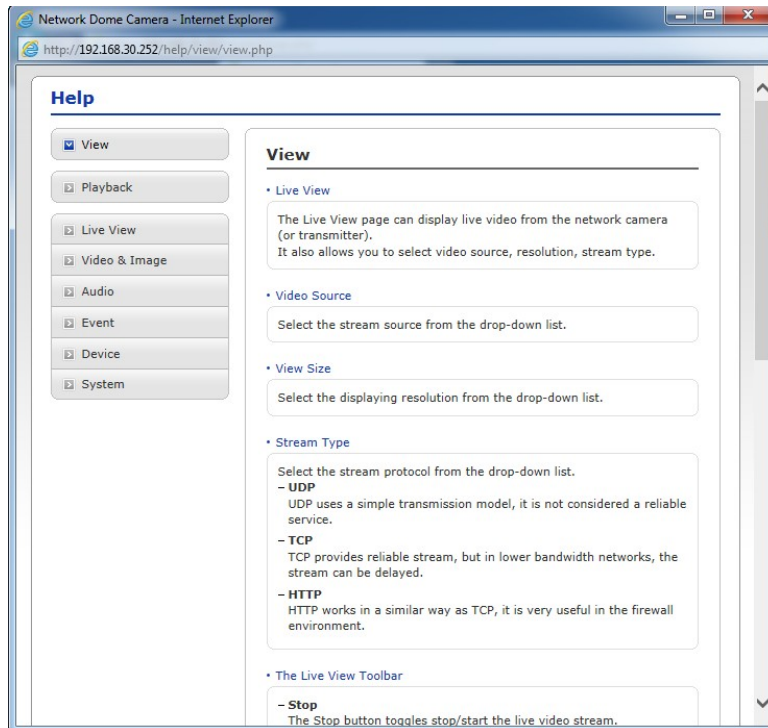 Network Dome Camera - Internet Explorer
http://192.168.30.252/help/view/view.php
Help
View
Playback
Live View
Video & Image
Audio
Event
Device
System
View
• Live View
The Live View page can display live video from the network camera
(or transmitter).
It also allows you to select video source, resolution, stream type.
• Video Source
Select the stream source from the drop-down list.
• View Size
Select the displaying resolution from the drop-down list.
• Stream Type
Select the stream protocol from the drop-down list.
– UDP
UDP uses a simple transmission model, it is not considered a reliable
service.
– TCP
TCP provides reliable stream, but in lower bandwidth networks, the
stream can be delayed.
– HTTP
HTTP works in a similar way as TCP, it is very useful in the firewall
environment.
• The Live View Toolbar
– Stop
The Stop button toggles stop/start the live video stream.